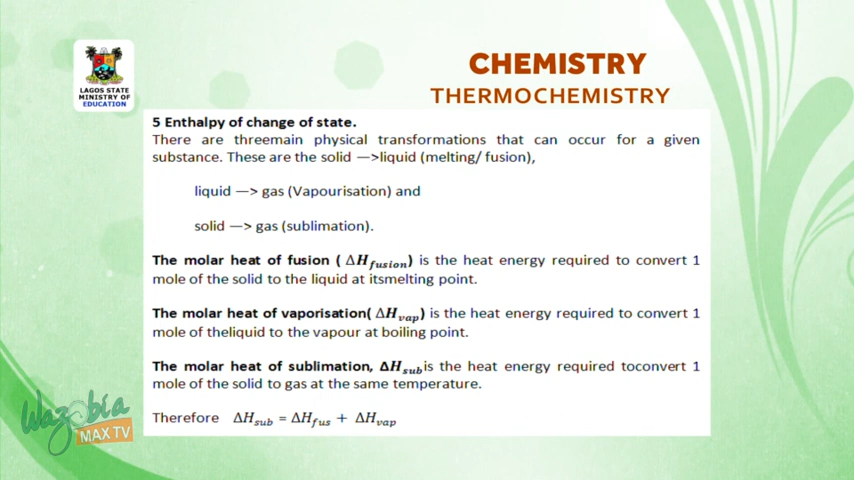 LAGOS STATE
MINISTRY OF
EDUCATION
CHEMISTRY
THERMOCHEMISTRY
5 Enthalpy of change of state.
There are threemain physical transformations that can occur for a given
substance. These are the solid —>liquid (melting/ fusion),
liquid —> gas (Vapourisation) and
solid —> gas (sublimation).
The molar heat of fusion ( ΔH_fusion) is the heat energy required to convert 1
mole of the solid to the liquid at itsmelting point.
The molar heat of vaporisation( ΔH_vap) is the heat energy required to convert 1
mole of theliquid to the vapour at boiling point.
The molar heat of sublimation, ΔH_sub is the heat energy required toconvert 1
mole of the solid to gas at the same temperature.
Therefore ΔH_sub = ΔH_fus + ΔH_vap
Wazobia
MAX TV